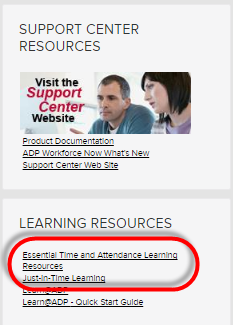 SUPPORT CENTER
RESOURCES
Visit the
Support
Center
Website
Product Documentation
ADP Workforce Now What's New
Support Center Web Site
LEARNING RESOURCES
Essential Time and Attendance Learning
Resources
Just-in-Time Learning
Learn@ADP
Learn@ADP - Quick Start Guide